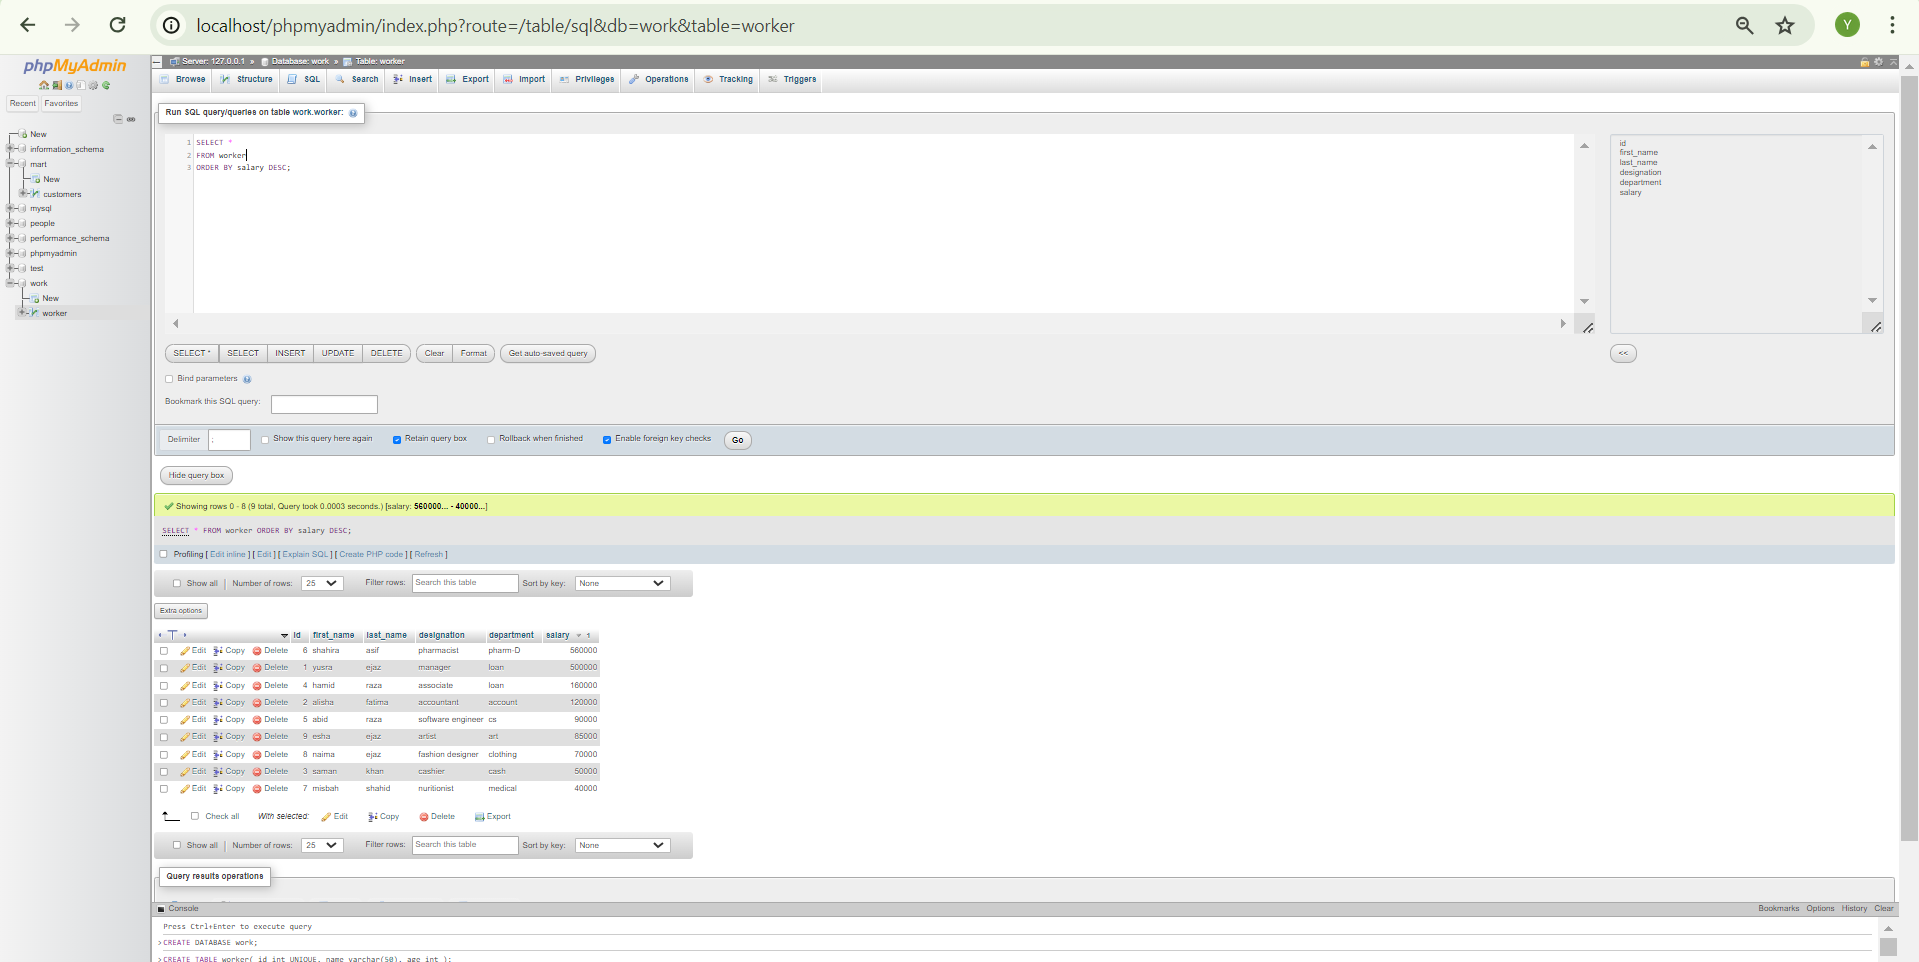 localhost/phpmyadmin/index.php?route=/table/sql&db=work&table=worker
Y
phpMyAdmin
Recent Favorites
New
information_schema
mart
New
customers
mysql
people
performance_schema
phpmyadmin
test
work
New
worker
Server: 127.0.0.1 » Database: work » Table: worker
Browse Structure SQL Search Insert Export Import Privileges Operations Tracking Triggers
Run SQL query/queries on table work.worker:
1 SELECT *
2 FROM worker
3 ORDER BY salary DESC;
id
first_name
last_name
designation
department
salary
SELECT * SELECT INSERT UPDATE DELETE Clear Format Get auto-saved query <<
Bind parameters
Bookmark this SQL query:
Delimiter ; Show this query here again Retain query box Rollback when finished Enable foreign key checks Go
Hide query box
Showing rows 0 - 8 (9 total, Query took 0.0003 seconds.) [salary: 560000... - 40000...]
SELECT * FROM worker ORDER BY salary DESC;
Profiling [ Edit inline ] [ Edit ] [ Explain SQL ] [ Create PHP code ] [ Refresh ]
Show all | Number of rows: 25 Filter rows: Search this table Sort by key: None
Extra options
id first_name last_name designation department salary 1
Edit Copy Delete 6 shahira asif pharmacist pharm-D 560000
Edit Copy Delete 1 yusra ejaz manager loan 500000
Edit Copy Delete 4 hamid raza associate loan 160000
Edit Copy Delete 2 alisha fatima accountant account 120000
Edit Copy Delete 5 abid raza software engineer cs 90000
Edit Copy Delete 9 esha ejaz artist art 85000
Edit Copy Delete 8 naima ejaz fashion designer clothing 70000
Edit Copy Delete 3 saman khan cashier cash 50000
Edit Copy Delete 7 misbah shahid nuritionist medical 40000
Check all With selected: Edit Copy Delete Export
Show all | Number of rows: 25 Filter rows: Search this table Sort by key: None
Query results operations
Console Bookmarks Options History Clear
Press Ctrl+Enter to execute query
>CREATE DATABASE work;
>CREATE TABLE worker( id int UNIQUE, name varchar(50), age int );